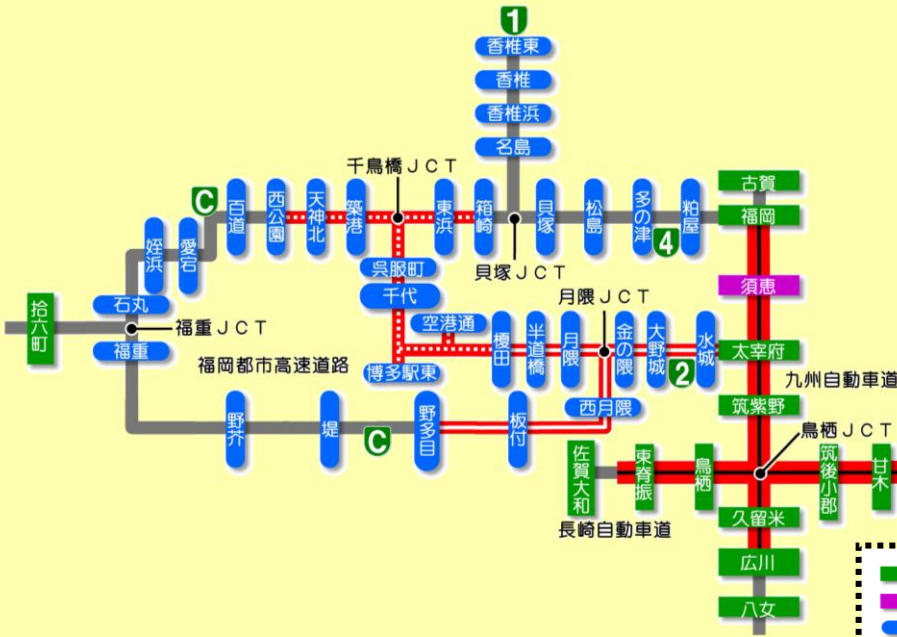 1
香椎東
香椎
香椎浜
名島
千鳥橋JCT
C
百道
西公園
天神北
築港
東浜
箱崎
貝塚
松島
多の津
4
粕屋
古賀
福岡
姪浜
愛宕
貝塚JCT
呉服町
千代
須恵
月隈JCT
拾六町
石丸
福重JCT
福重
福岡都市高速道路
空港通
博多駅東
榎田
半道橋
月隈
金の隈
大野城
2
水城
太宰府
九州自動車道
西月隈
筑紫野
野芥
堤
C
野多目
板付
鳥栖JCT
佐賀大和
東脊振
鳥栖
筑後小郡
甘木
長崎自動車道
久留米
広川
八女